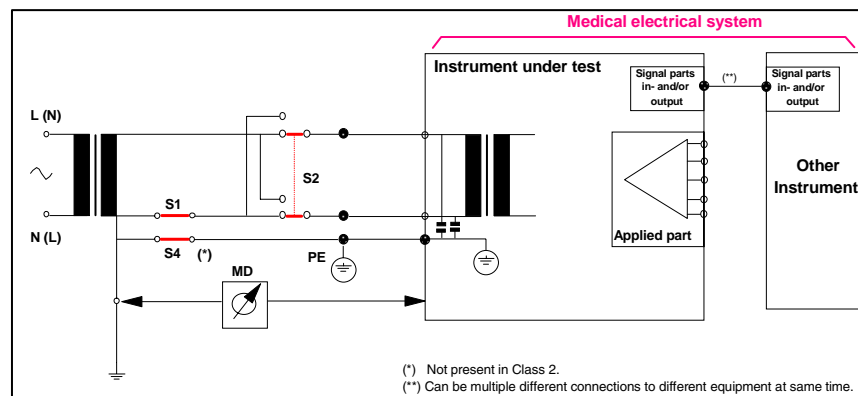 Medical electrical system
Instrument under test
Signal parts
in- and/or
output
(**)
Signal parts
in- and/or
output
L (N)
S2
Other
Instrument
S1
N (L)
S4
(*)
PE
Applied part
MD
(*) Not present in Class 2.
(**) Can be multiple different connections to different equipment at same time.